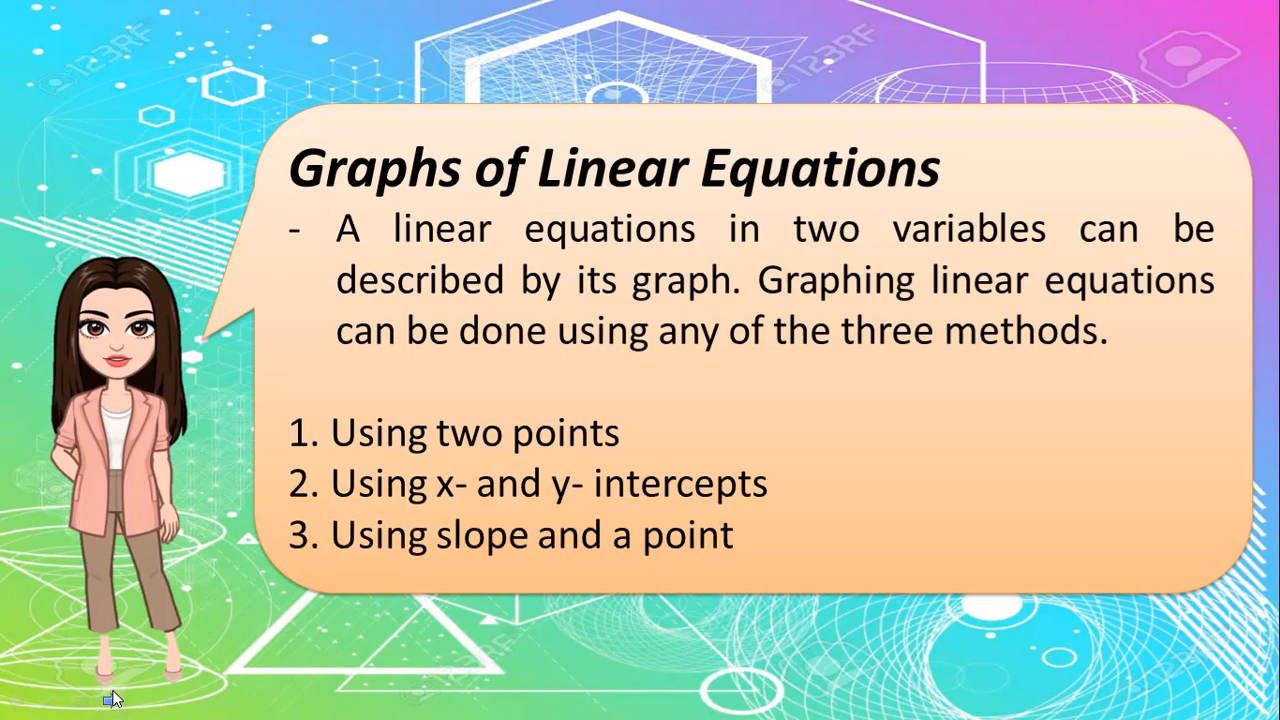 123RF
123RF
Graphs of Linear Equations
- A linear equations in two variables can be
described by its graph. Graphing linear equations
can be done using any of the three methods.
1. Using two points
2. Using x- and y- intercepts
3. Using slope and a point